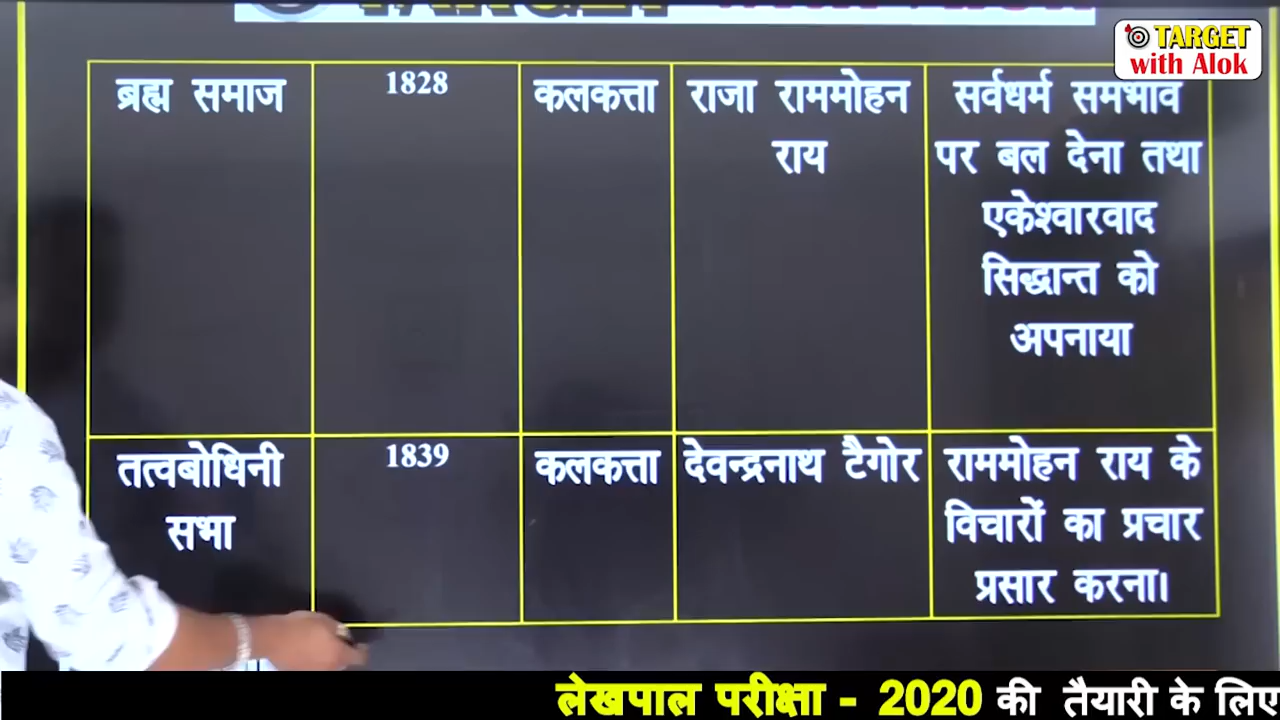 TARGET
with Alok
ब्रह्म समाज
1828
कलकत्ता
राजा राममोहन
राय
सर्वधर्म समभाव
पर बल देना तथा
एकेश्वारवाद
सिद्धान्त को
अपनाया
तत्वबोधिनी
सभा
1839
कलकत्ता
देवन्द्रनाथ टैगोर
राममोहन राय के
विचारों का प्रचार
प्रसार करना।
लेखपाल परीक्षा - 2020 की तैयारी के लिए